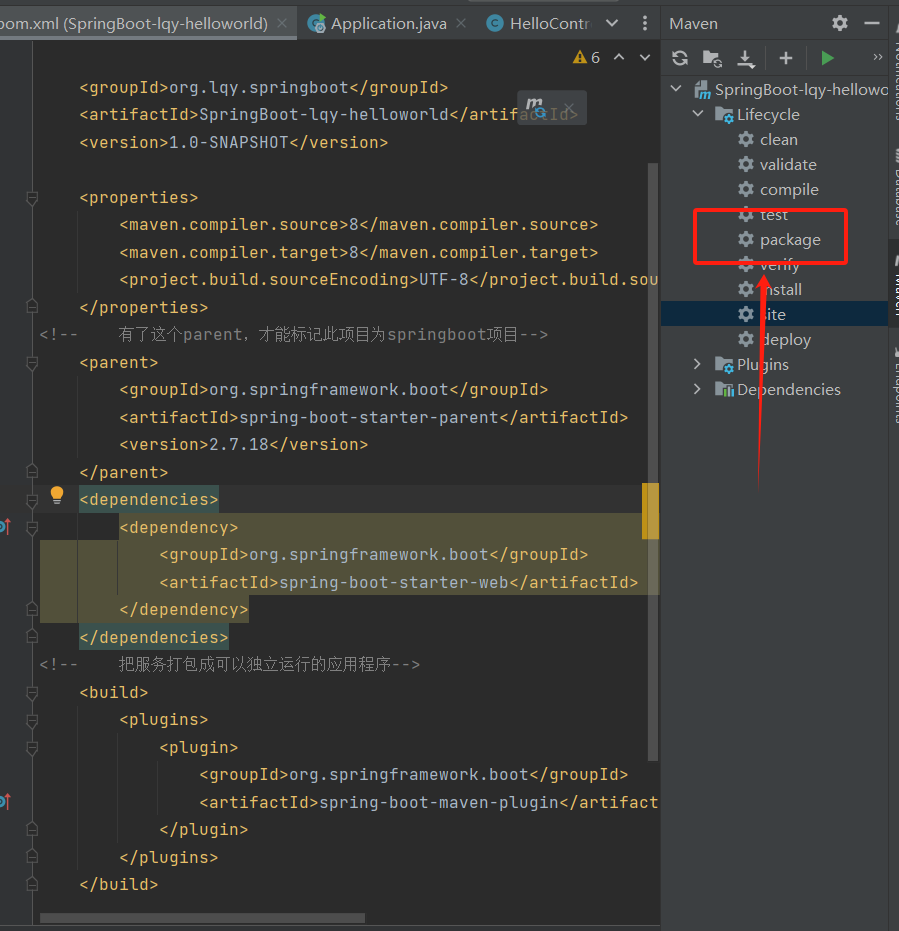 pom.xml (SpringBoot-lqy-helloworld)
Application.java
HelloContr
6
<groupId>org.lqy.springboot</groupId>
<artifactId>SpringBoot-lqy-helloworld</artifactId>
<version>1.0-SNAPSHOT</version>
<properties>
<maven.compiler.source>8</maven.compiler.source>
<maven.compiler.target>8</maven.compiler.target>
<project.build.sourceEncoding>UTF-8</project.build.sou
</properties>
<!-- 有了这个parent，才能标记此项目为springboot项目-->
<parent>
<groupId>org.springframework.boot</groupId>
<artifactId>spring-boot-starter-parent</artifactId>
<version>2.7.18</version>
</parent>
<dependencies>
<dependency>
<groupId>org.springframework.boot</groupId>
<artifactId>spring-boot-starter-web</artifactId>
</dependency>
</dependencies>
<!-- 把服务打包成可以独立运行的应用程序-->
<build>
<plugins>
<plugin>
<groupId>org.springframework.boot</groupId>
<artifactId>spring-boot-maven-plugin</artifact
</plugin>
</plugins>
</build>
Maven
SpringBoot-lqy-hellowo
Lifecycle
clean
validate
compile
test
package
verify
install
site
deploy
Plugins
Dependencies